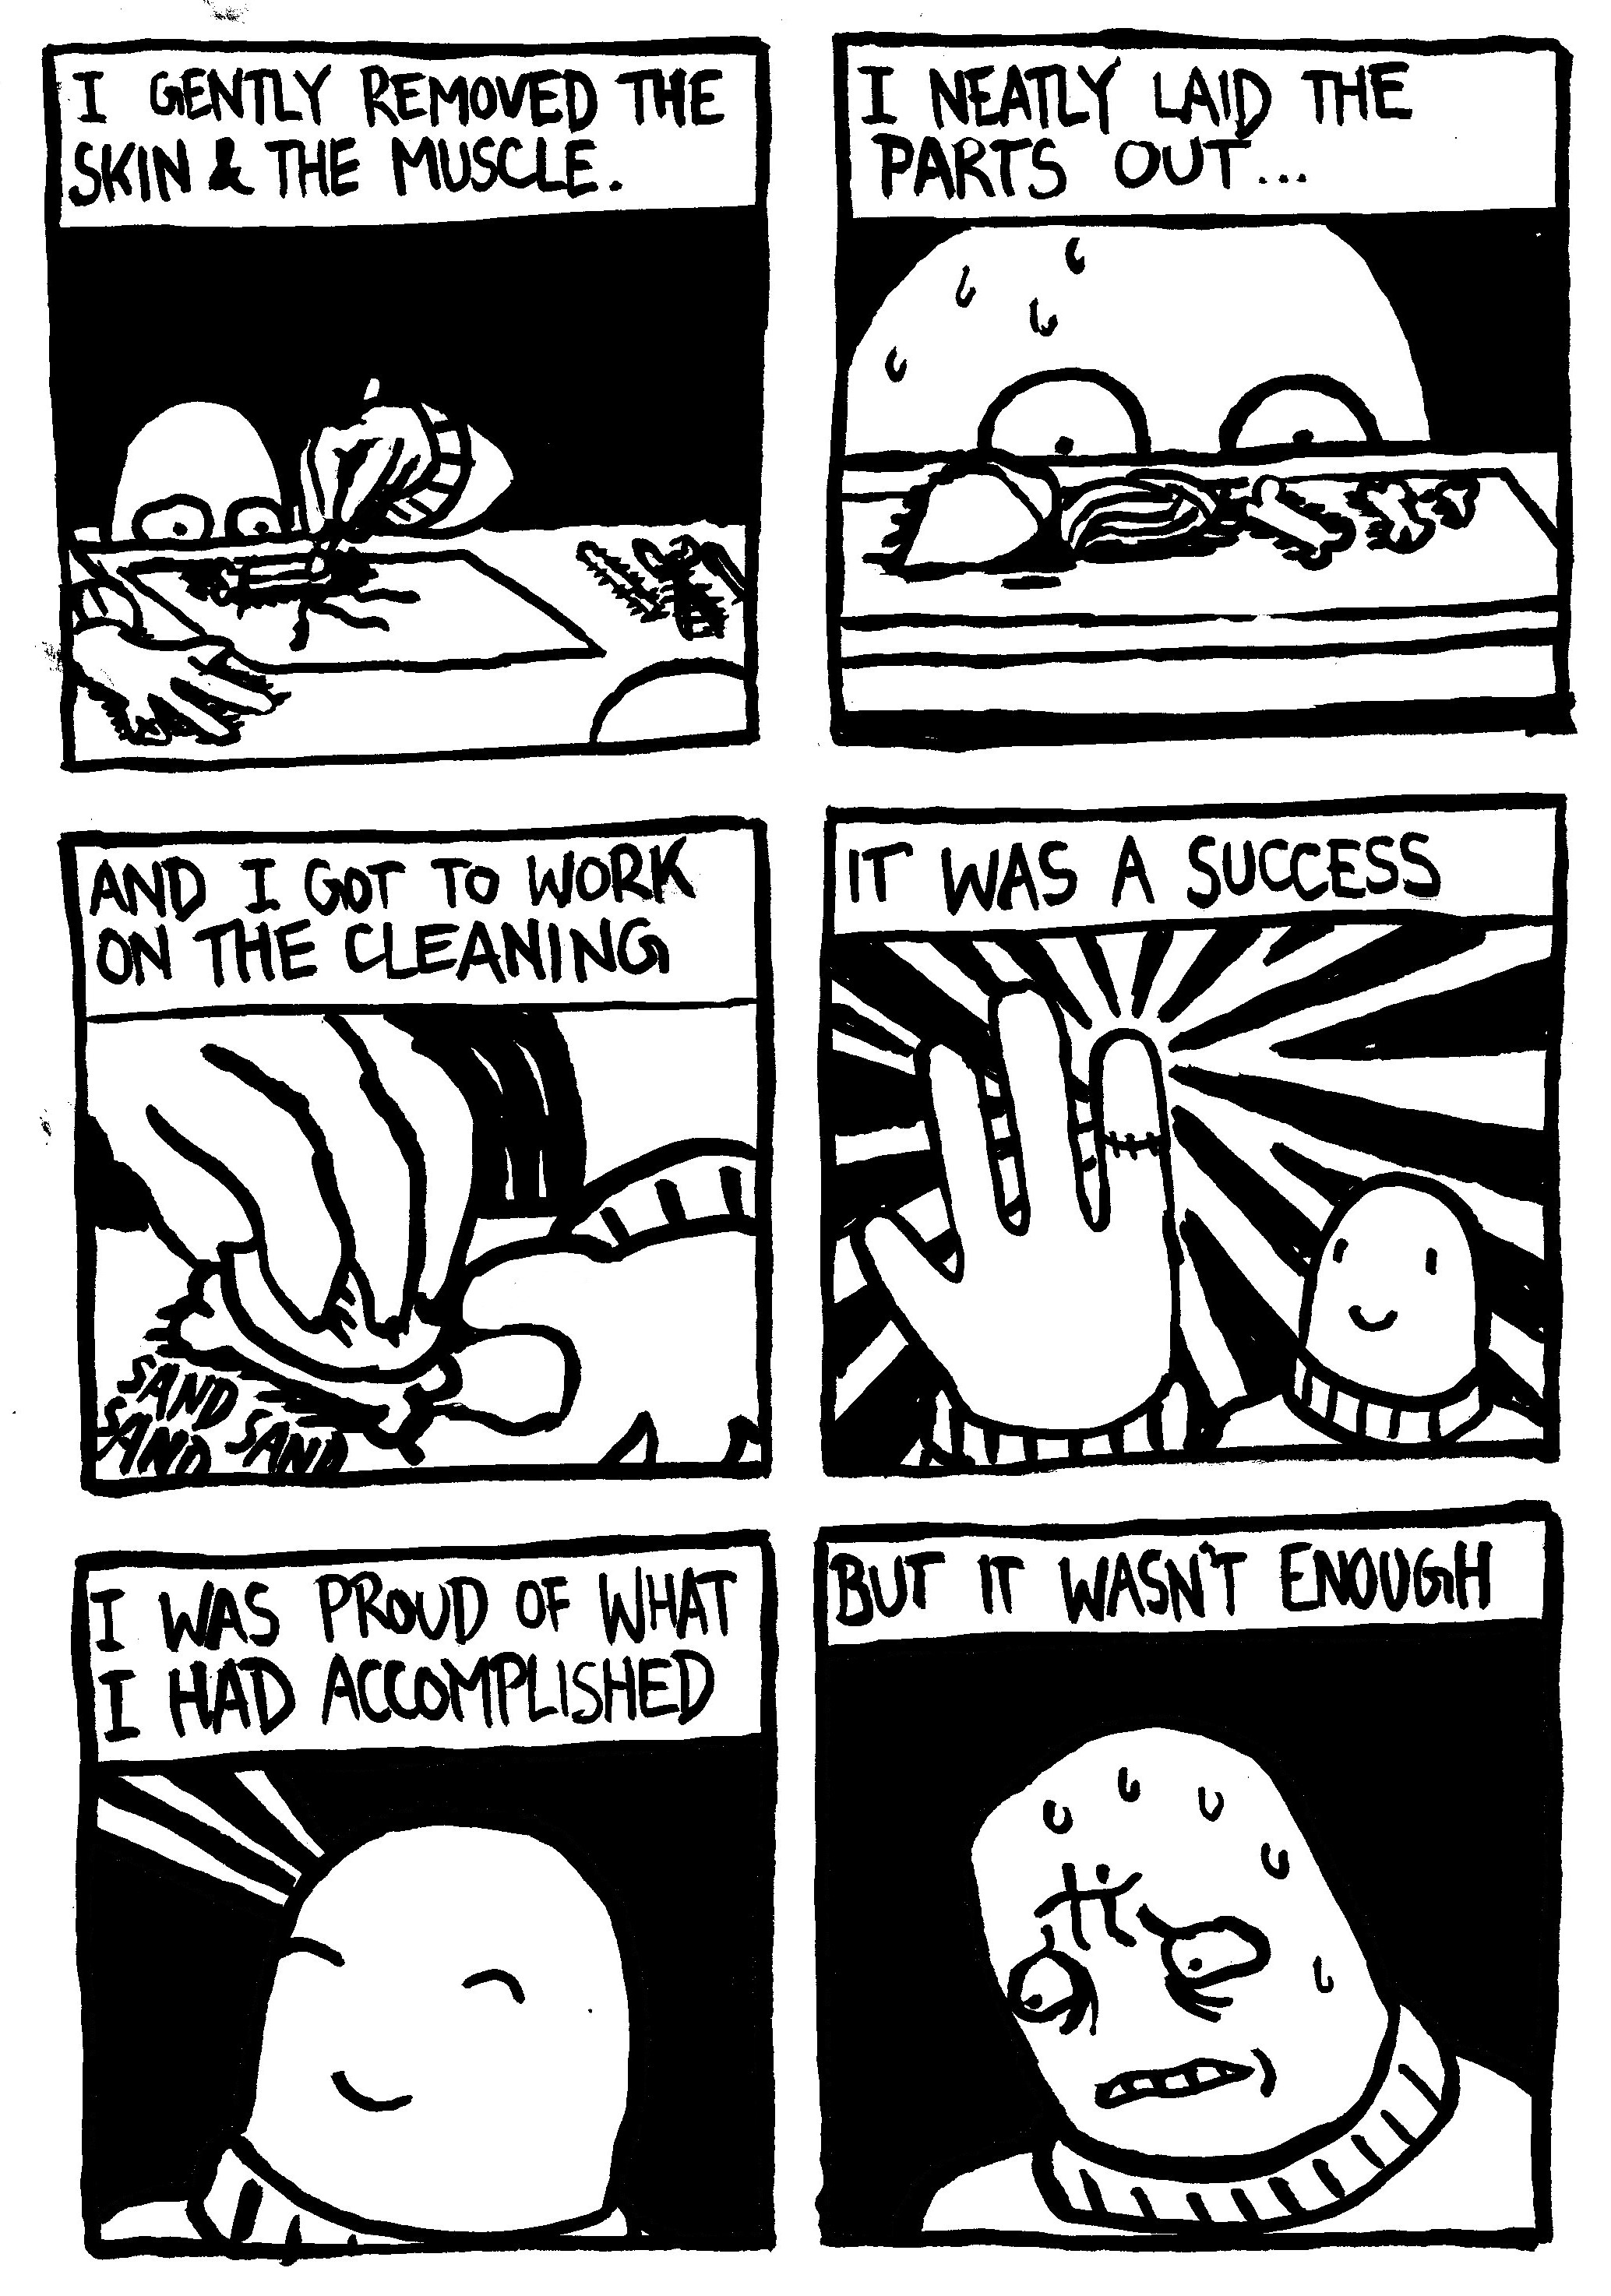 I GENTLY REMOVED THE
SKIN & THE MUSCLE.
I NEATLY LAID THE
PARTS OUT...
AND I GOT TO WORK
ON THE CLEANING
SAND
SAND SAND
IT WAS A SUCCESS
I WAS PROUD OF WHAT
I HAD ACCOMPLISHED
BUT IT WASN'T ENOUGH